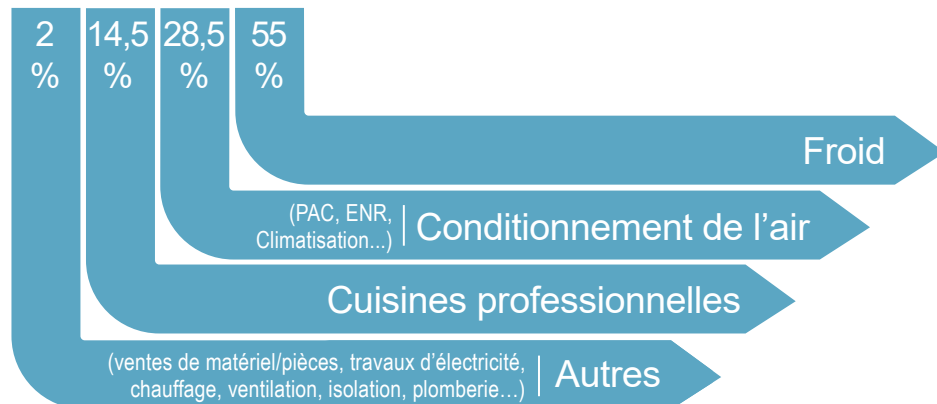 2 %
14,5 %
28,5 %
55 %
Froid
(PAC, ENR,
Climatisation...)
Conditionnement de l’air
Cuisines professionnelles
(ventes de matériel/pièces, travaux d’électricité,
chauffage, ventilation, isolation, plomberie…)
Autres